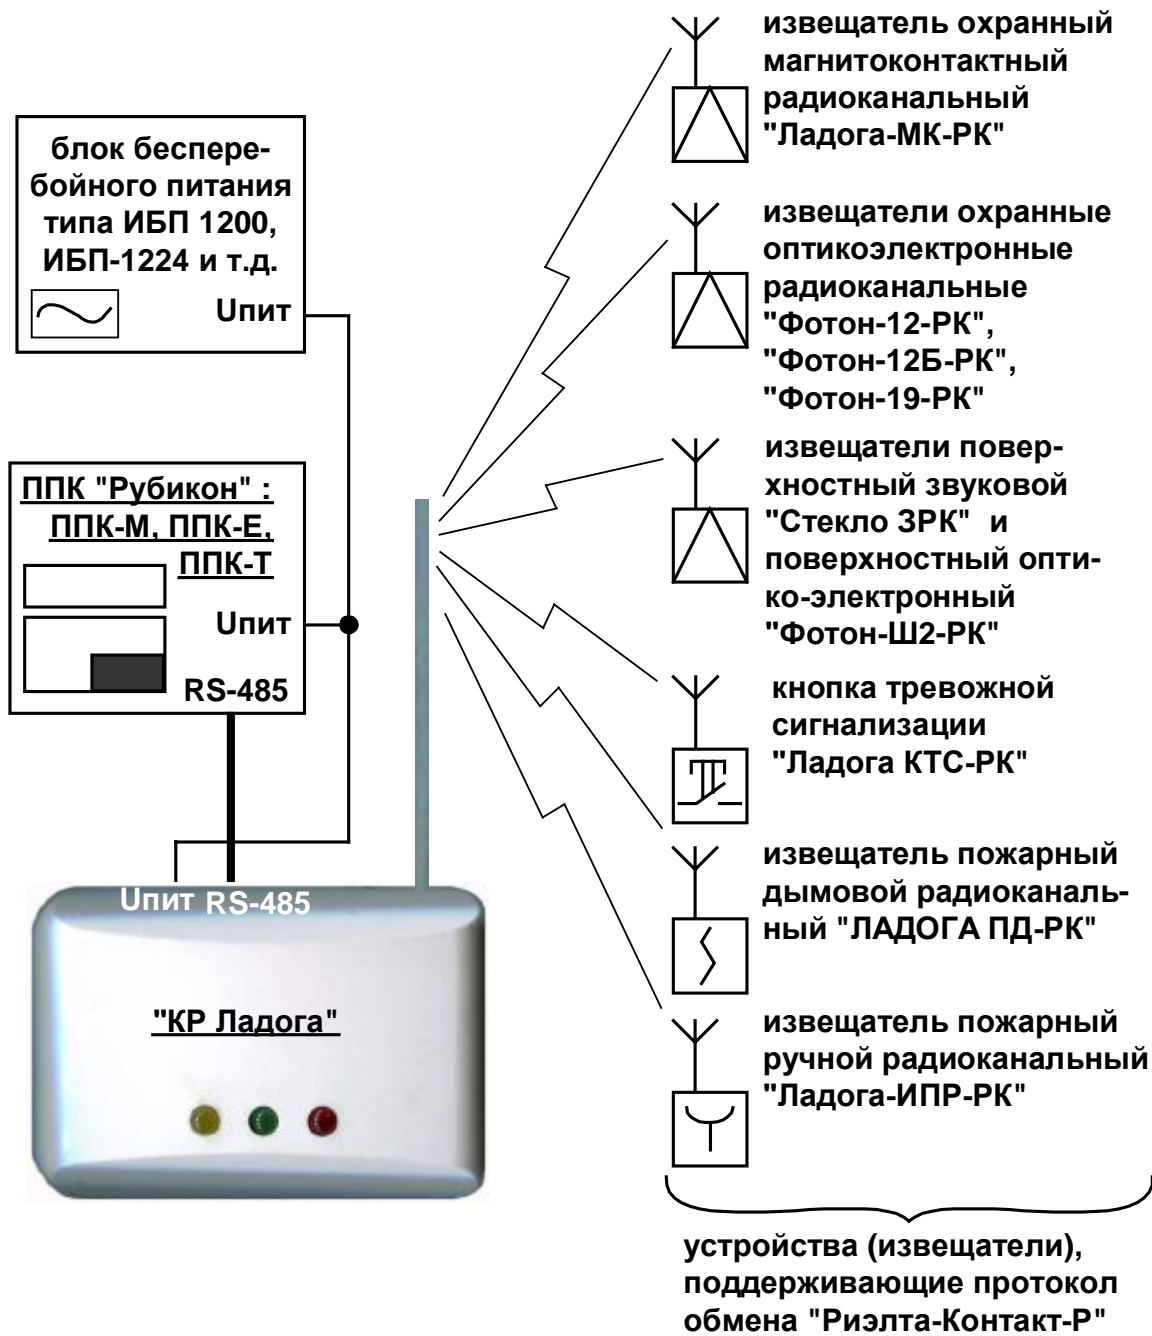 блок беспере-
бойного питания
типа ИБП 1200,
ИБП-1224 и т.д.
Uпит
ППК "Рубикон" :
ППК-М, ППК-Е,
ППК-Т
Uпит
RS-485
Uпит RS-485
"КР Ладога"
извещатель охранный
магнитоконтактный
радиоканальный
"Ладога-МК-РК"
извещатели охранные
оптикоэлектронные
радиоканальные
"Фотон-12-РК",
"Фотон-12Б-РК",
"Фотон-19-РК"
извещатели повер-
хностный звуковой
"Стекло 3РК" и
поверхностный опти-
ко-электронный
"Фотон-Ш2-РК"
кнопка тревожной
сигнализации
"Ладога КТС-РК"
извещатель пожарный
дымовой радиоканаль-
ный "ЛАДОГА ПД-РК"
извещатель пожарный
ручной радиоканальный
"Ладога-ИПР-РК"
устройства (извещатели),
поддерживающие протокол
обмена "Риэлта-Контакт-Р"